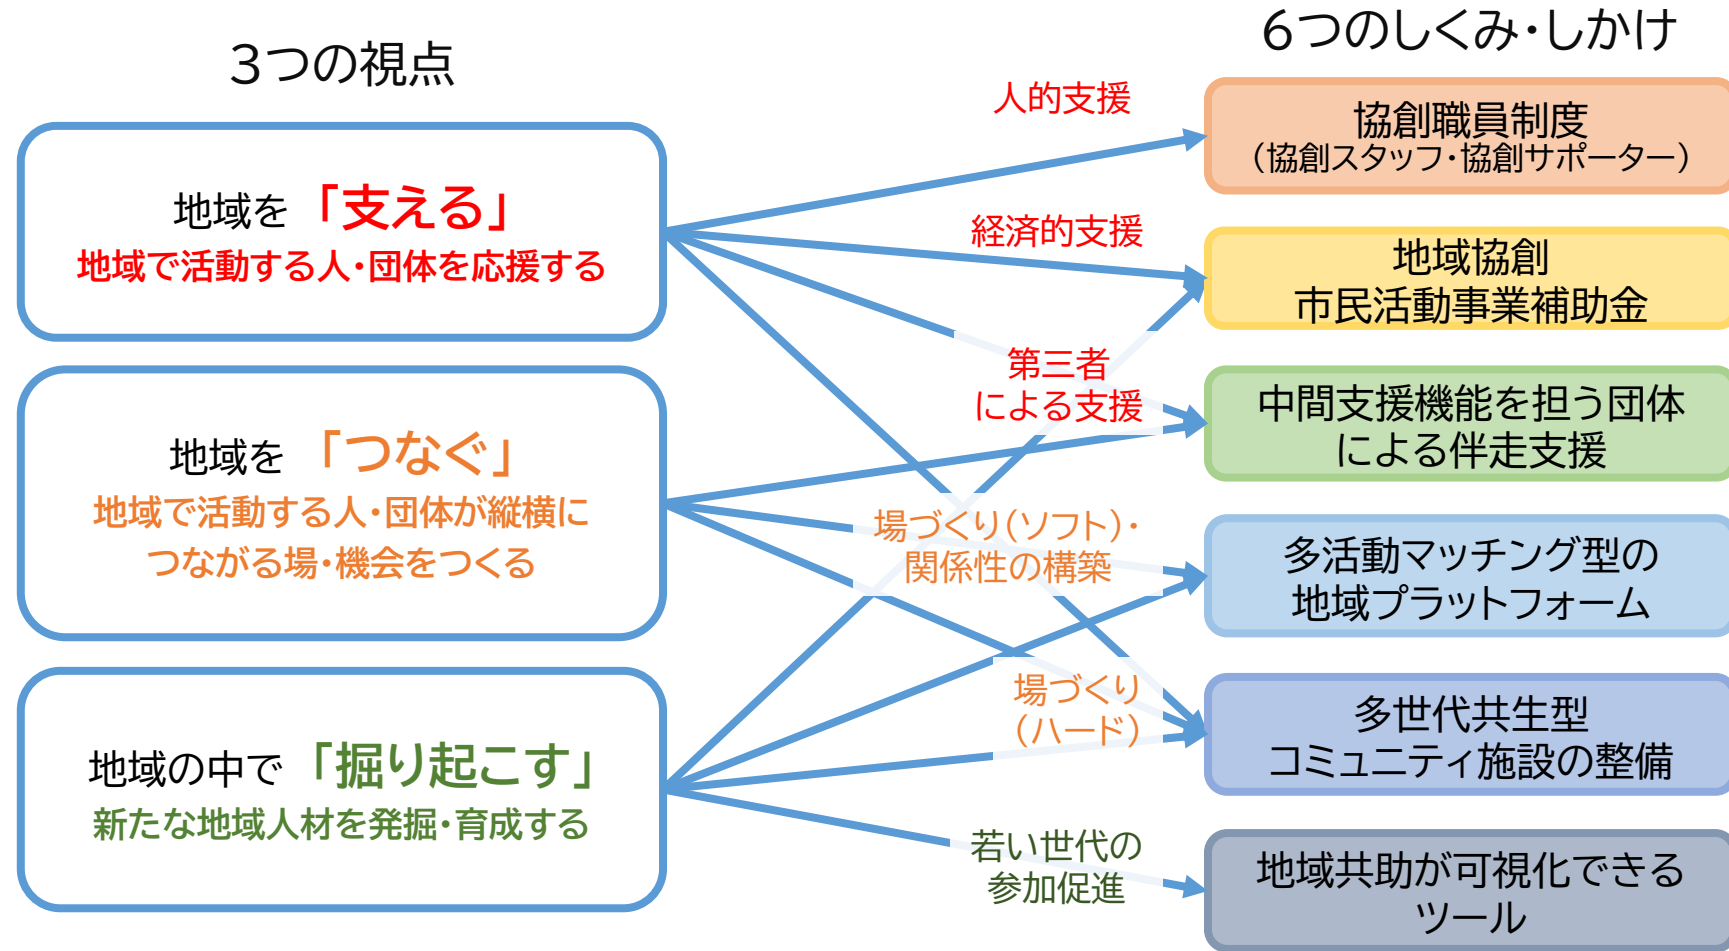 3つの視点
6つのしくみ・しかけ
地域を「支える」
地域で活動する人・団体を応援する
地域を「つなぐ」
地域で活動する人・団体が縦横に
つながる場・機会をつくる
地域の中で「掘り起こす」
新たな地域人材を発掘・育成する
人的支援
経済的支援
第三者
による支援
場づくり(ソフト)・
関係性の構築
場づくり
(ハード)
若い世代の
参加促進
協創職員制度
(協創スタッフ・協創サポーター)
地域協創
市民活動事業補助金
中間支援機能を担う団体
による伴走支援
多活動マッチング型の
地域プラットフォーム
多世代共生型
コミュニティ施設の整備
地域共助が可視化できる
ツール